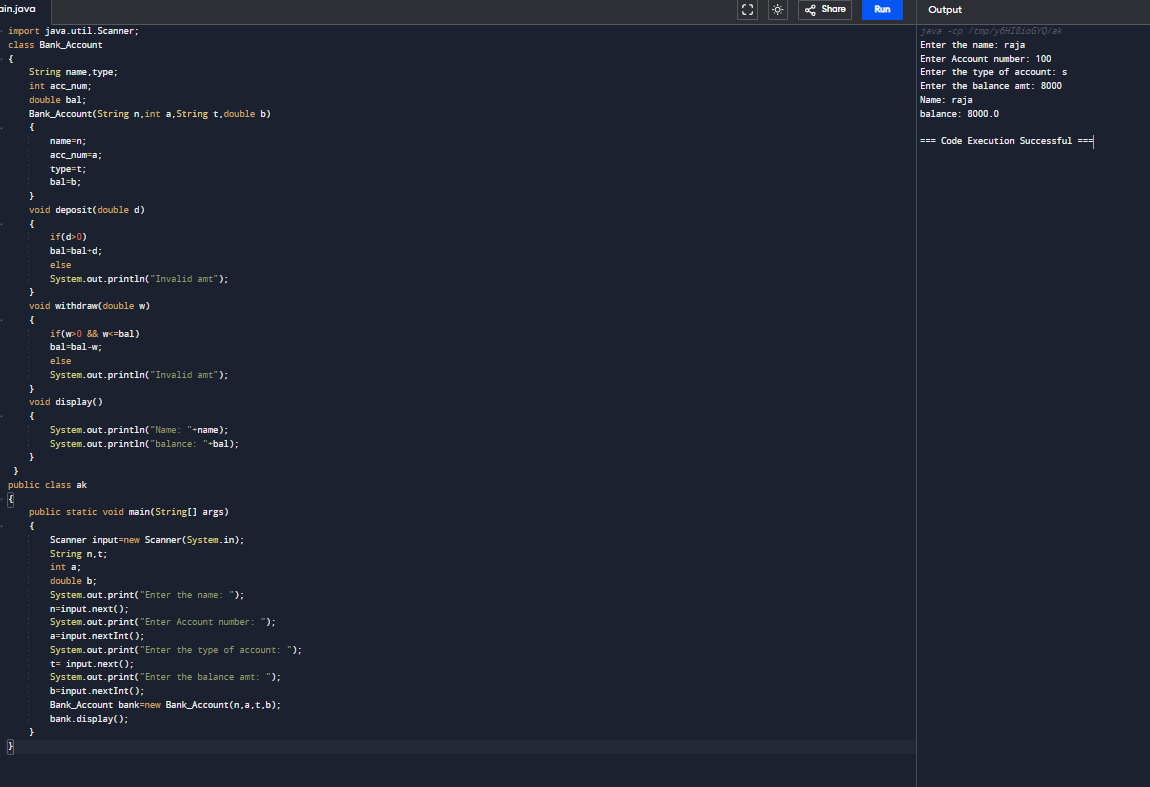 ain.java
Share
Run
Output
import java.util.Scanner;
class Bank_Account
{
    String name,type;
    int acc_num;
    double bal;
    Bank_Account(String n,int a,String t,double b)
    {
        name=n;
        acc_num=a;
        type=t;
        bal=b;
    }
    void deposit(double d)
    {
        if(d>0)
        bal=bal+d;
        else
        System.out.println("Invalid amt");
    }
    void withdraw(double w)
    {
        if(w>0 && w<=bal)
        bal=bal-w;
        else
        System.out.println("Invalid amt");
    }
    void display()
    {
        System.out.println("Name: "+name);
        System.out.println("balance: "+bal);
    }
 }
public class ak
{
    public static void main(String[] args)
    {
        Scanner input=new Scanner(System.in);
        String n,t;
        int a;
        double b;
        System.out.print("Enter the name: ");
        n=input.next();
        System.out.print("Enter Account number: ");
        a=input.nextInt();
        System.out.print("Enter the type of account: ");
        t= input.next();
        System.out.print("Enter the balance amt: ");
        b=input.nextInt();
        Bank_Account bank=new Bank_Account(n,a,t,b);
        bank.display();
    }
}
java -cp /tmp/y6HI8ioGYQ/ak
Enter the name: raja
Enter Account number: 100
Enter the type of account: s
Enter the balance amt: 8000
Name: raja
balance: 8000.0
=== Code Execution Successful ===